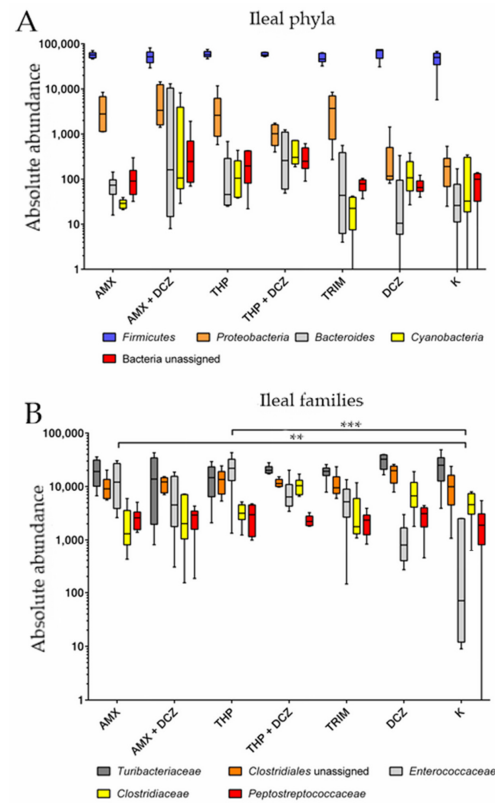 A
Ileal phyla
Absolute abundance
100,000
10,000
1,000
100
10
1
AMX
AMX + DCZ
THP
THP + DCZ
TRIM
DCZ
K
Firmicutes
Proteobacteria
Bacteroides
Cyanobacteria
Bacteria unassigned
B
Ileal families
***
**
Absolute abundance
100,000
10,000
1,000
100
10
1
AMX
AMX + DCZ
THP
THP + DCZ
TRIM
DCZ
K
Turibacteriaceae
Clostridiales unassigned
Enterococcaceae
Clostridiaceae
Peptostreptococcaceae